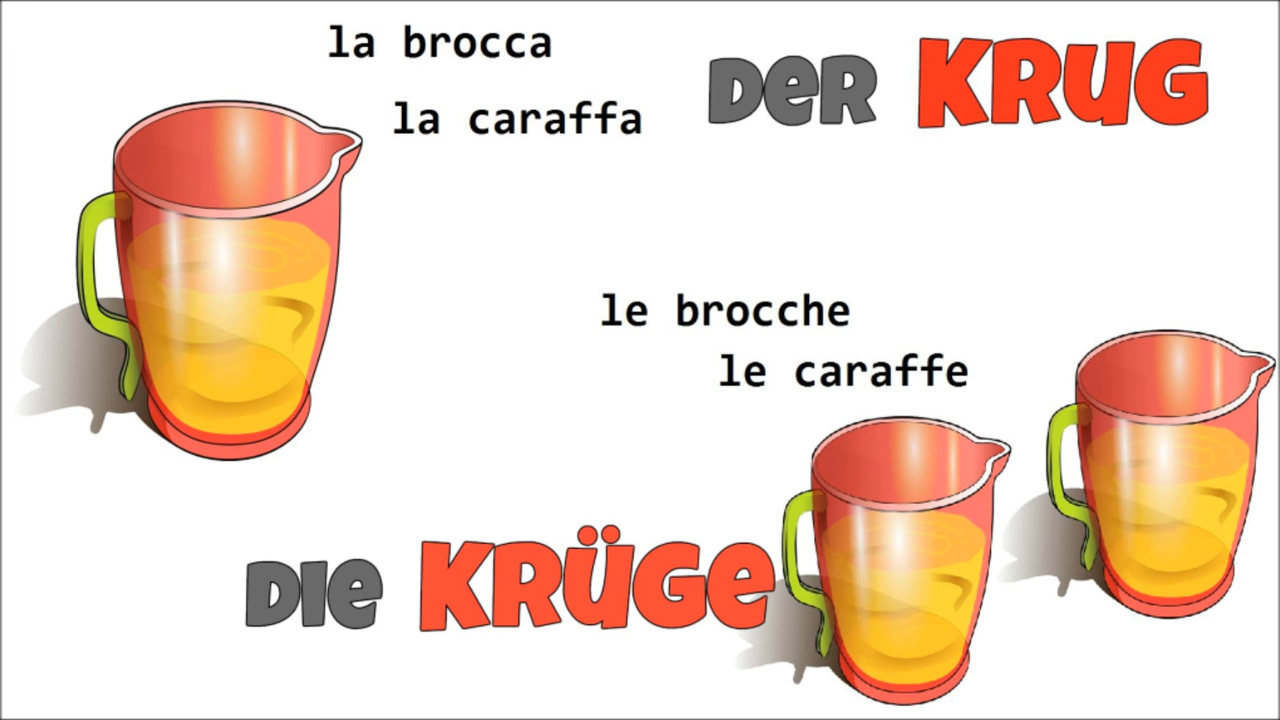 la brocca
DER KRUG
la caraffa
le brocche
le caraffe
DIE KRÜGE